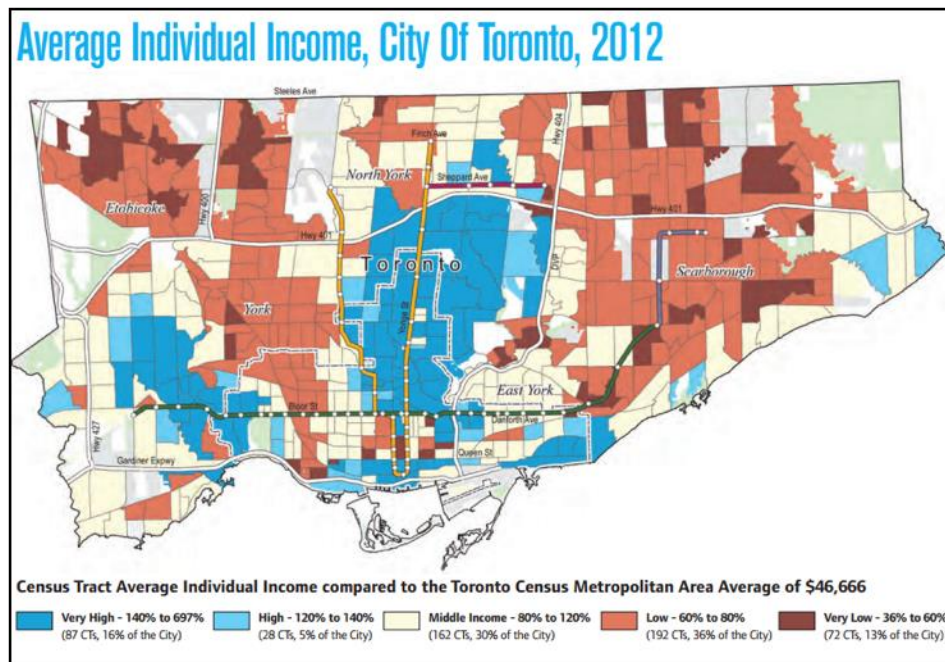 Average Individual Income, City Of Toronto, 2012
Steeles Ave
Finch Ave
Hwy 404
North York
Sheppard Ave
Etobicoke
Hwy 400
Hwy 401
Hwy 401
Toronto
DVP
Scarborough
York
Yonge St
East York
Bloor St
Danforth Ave
Hwy 427
Queen St
Gardiner Expwy
Census Tract Average Individual Income compared to the Toronto Census Metropolitan Area Average of $46,666
Very High - 140% to 697%
(87 CTs, 16% of the City)
High - 120% to 140%
(28 CTs, 5% of the City)
Middle Income - 80% to 120%
(162 CTs, 30% of the City)
Low - 60% to 80%
(192 CTs, 36% of the City)
Very Low - 36% to 60%
(72 CTs, 13% of the City)